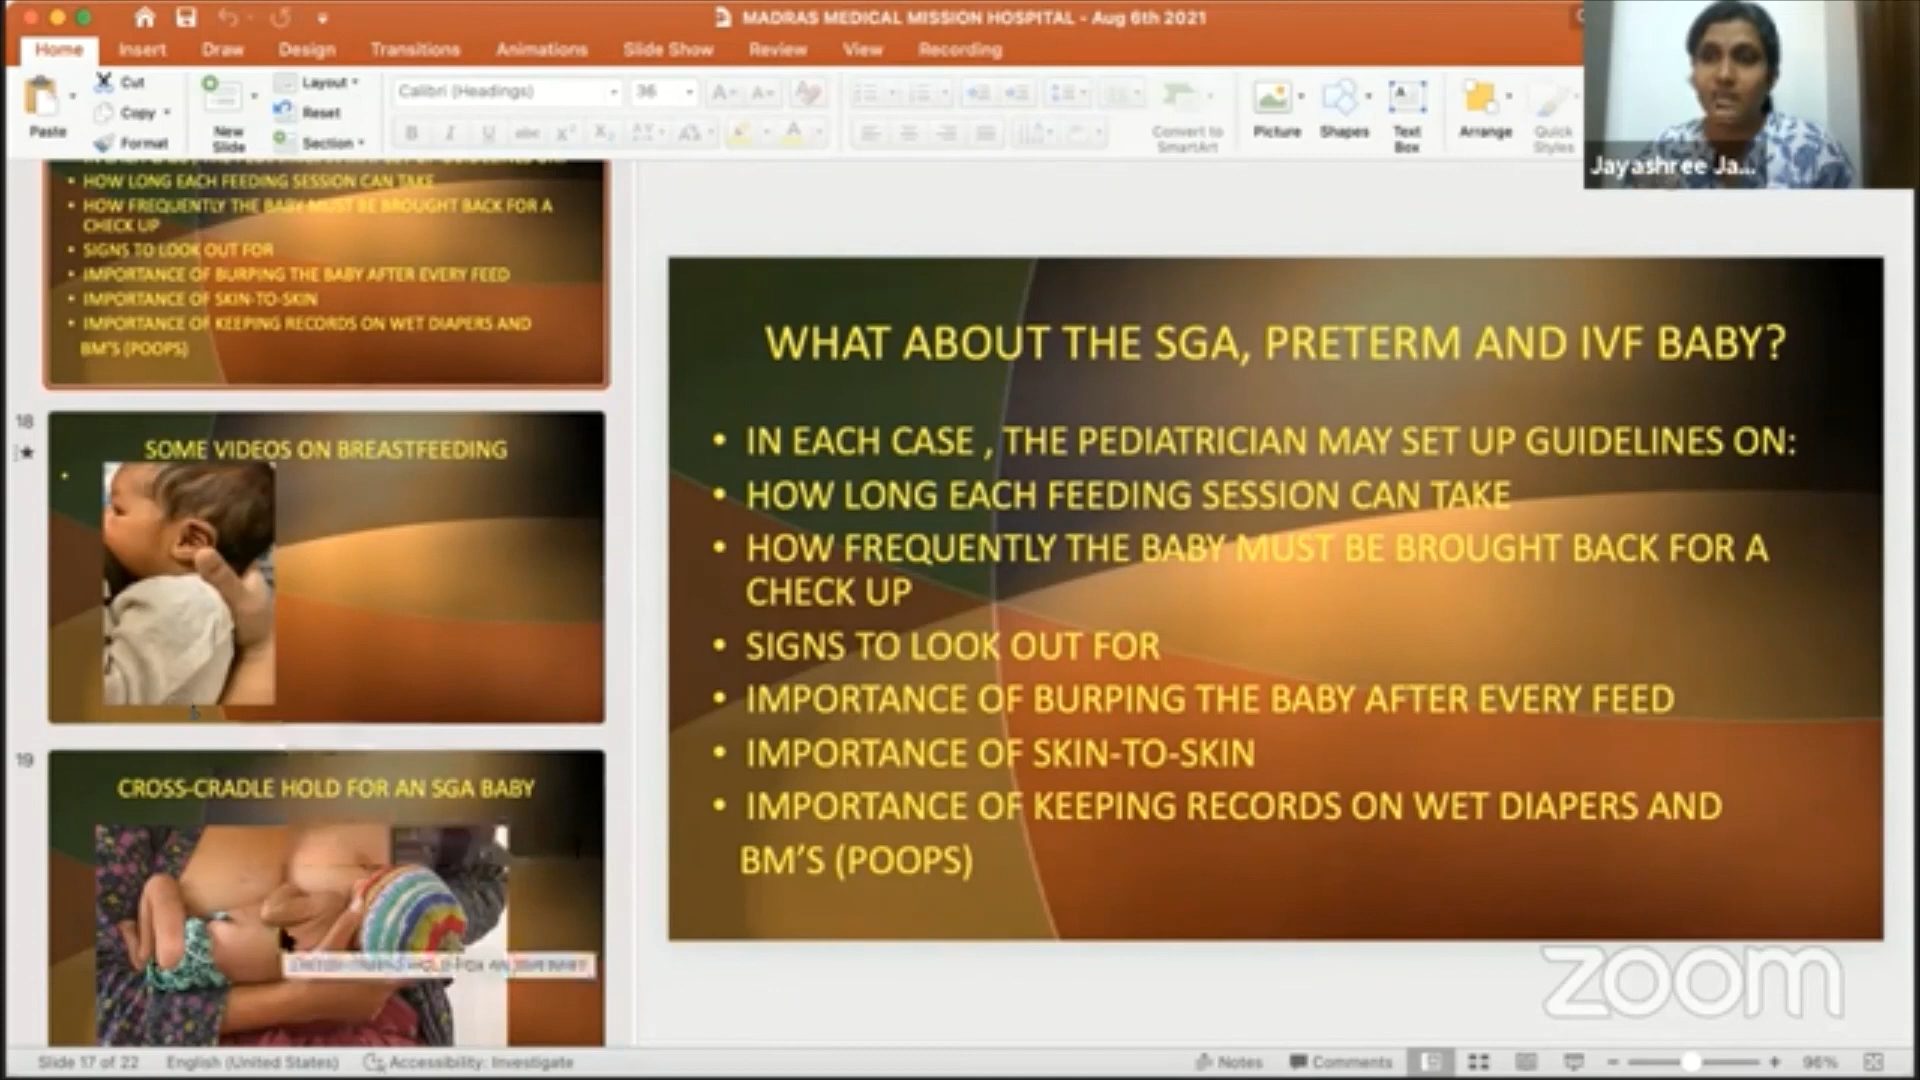 MADRAS MEDICAL MISSION HOSPITAL - Aug 6th 2021
Home Insert Draw Design Transitions Animations Slide Show Review View Recording
Paste
Cut
Copy
Format
New Slide
Layout
Reset
Section
Calibri (Headings) 36
Convert to SmartArt
Picture
Shapes
Text Box
Arrange
Quick Styles
Jayashree Ja...
• HOW LONG EACH FEEDING SESSION CAN TAKE
• HOW FREQUENTLY THE BABY MUST BE BROUGHT BACK FOR A
CHECK UP
• SIGNS TO LOOK OUT FOR
• IMPORTANCE OF BURPING THE BABY AFTER EVERY FEED
• IMPORTANCE OF SKIN-TO-SKIN
• IMPORTANCE OF KEEPING RECORDS ON WET DIAPERS AND
BM'S (POOPS)
18
SOME VIDEOS ON BREASTFEEDING
19
CROSS-CRADLE HOLD FOR AN SGA BABY
WHAT ABOUT THE SGA, PRETERM AND IVF BABY?
• IN EACH CASE , THE PEDIATRICIAN MAY SET UP GUIDELINES ON:
• HOW LONG EACH FEEDING SESSION CAN TAKE
• HOW FREQUENTLY THE BABY MUST BE BROUGHT BACK FOR A
CHECK UP
• SIGNS TO LOOK OUT FOR
• IMPORTANCE OF BURPING THE BABY AFTER EVERY FEED
• IMPORTANCE OF SKIN-TO-SKIN
• IMPORTANCE OF KEEPING RECORDS ON WET DIAPERS AND
BM'S (POOPS)
zoom
Slide 17 of 22 English (United States) Accessibility: Investigate
Notes Comments 96%